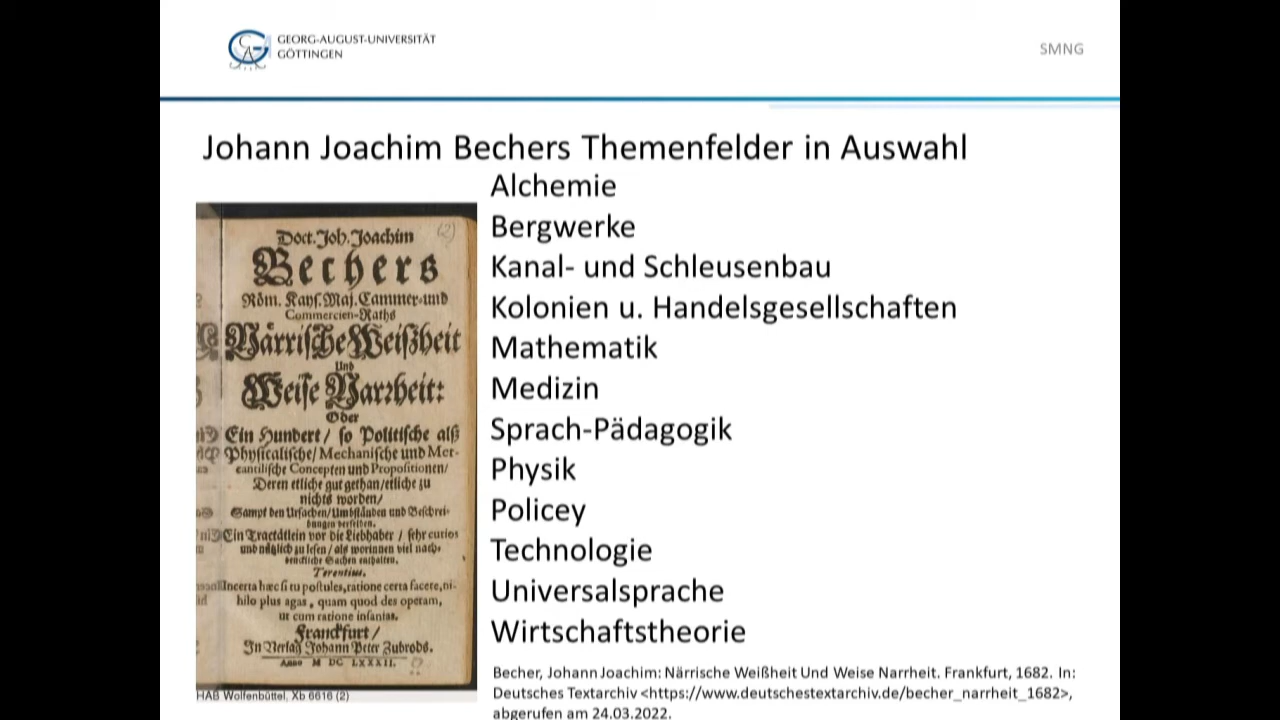 GEORG-AUGUST-UNIVERSITÄT
GÖTTINGEN
SMNG
Johann Joachim Bechers Themenfelder in Auswahl
Doct. Joh. Joachim
Bechers
Röm. Kays. Maj. Cammer- und
Commercien-Raths
Närrische Weißheit
Und
Weise Narrheit:
Oder
Ein Hundert / so Politische alß
Physicalische / Mechanische und Mer-
cantilische Concepten und Propositionen /
Deren etliche gut gethan / etliche zu
nichts worden /
Sampt den Ursachen / Umbständen und Beschrei-
bungen derselben.
Ein Tractätlein vor die Liebhaber / sehr curios
und nützlich zu lesen / als worinnen viel nach-
denckliche Sachen enthalten.
Terentius.
Incerta hæc si tu postules, ratione certa facere, ni-
hilo plus agas, quam quod des operam,
ut cum ratione insanias.
Franckfurt /
In Verlag Johann Peter Zubrods.
Anno M DC LXXXII.
HAB Wolfenbüttel, Xb 6616 (2)
Alchemie
Bergwerke
Kanal- und Schleusenbau
Kolonien u. Handelsgesellschaften
Mathematik
Medizin
Sprach-Pädagogik
Physik
Policey
Technologie
Universalsprache
Wirtschaftstheorie
Becher, Johann Joachim: Närrische Weißheit Und Weise Narrheit. Frankfurt, 1682. In:
Deutsches Textarchiv <https://www.deutschestextarchiv.de/becher_narrheit_1682>,
abgerufen am 24.03.2022.